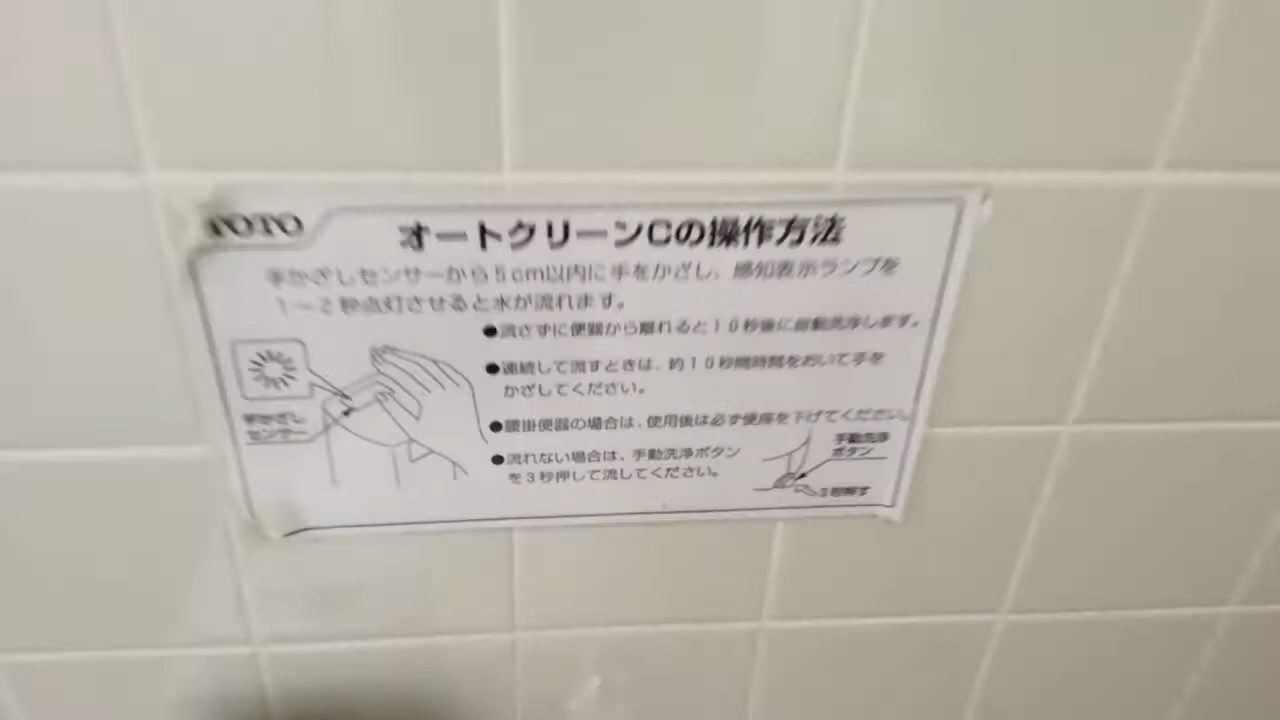 TOTO
オートクリーンCの操作方法
手かざしセンサーから5cm以内に手をかざし、感知表示ランプを
1〜2秒点灯させると水が流れます。
●流さずに便器から離れると10秒後に自動洗浄します。
●連続して流すときは、約10秒間時間をおいて手を
かざしてください。
●腰掛便器の場合は、使用後は必ず便座を下げてください。
●流れない場合は、手動洗浄ボタン
を3秒押して流してください。
手かざし
センサー
手動洗浄
ボタン
3秒押す